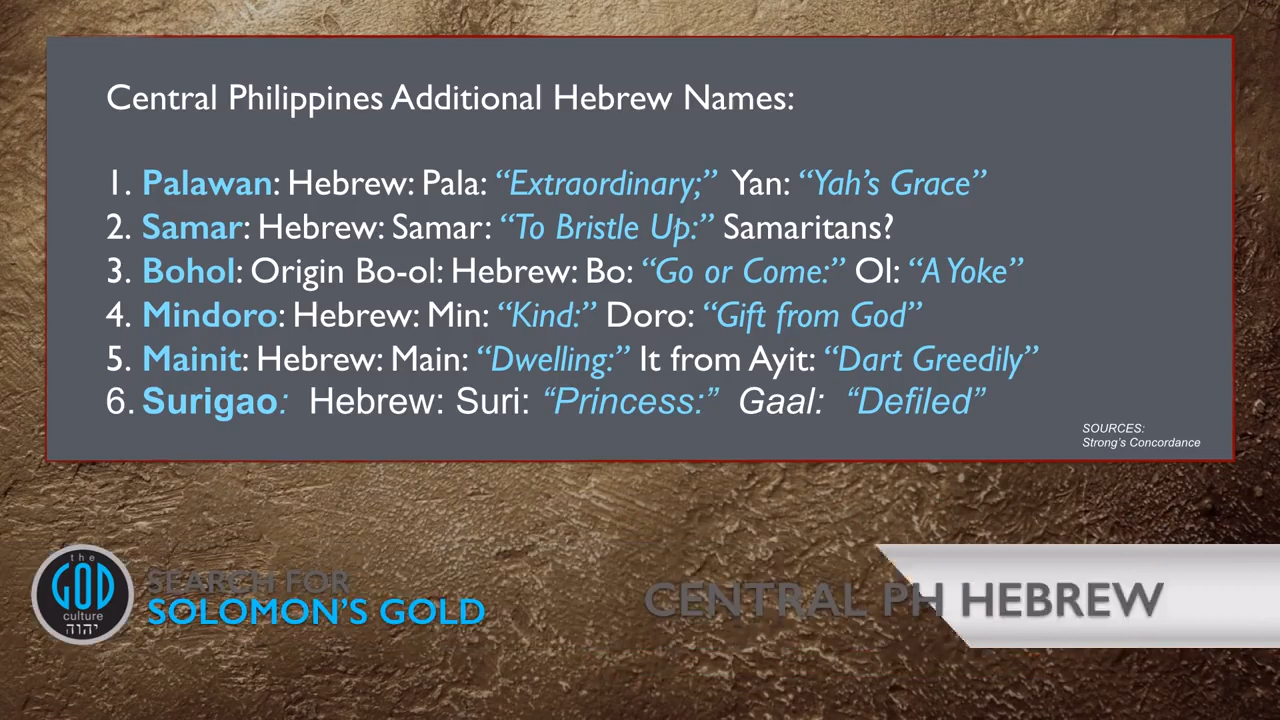 Central Philippines Additional Hebrew Names:
1. Palawan: Hebrew: Pala: “Extraordinary;” Yan: “Yah’s Grace”
2. Samar: Hebrew: Samar: “To Bristle Up:” Samaritans?
3. Bohol: Origin Bo-ol: Hebrew: Bo: “Go or Come:” Ol: “A Yoke”
4. Mindoro: Hebrew: Min: “Kind:” Doro: “Gift from God”
5. Mainit: Hebrew: Main: “Dwelling:” It from Ayit: “Dart Greedily”
6. Surigao: Hebrew: Suri: “Princess:” Gaal: “Defiled”
SOURCES:
Strong’s Concordance
the
GOD
culture
יהוה
SEARCH FOR
SOLOMON’S GOLD
CENTRAL PH HEBREW